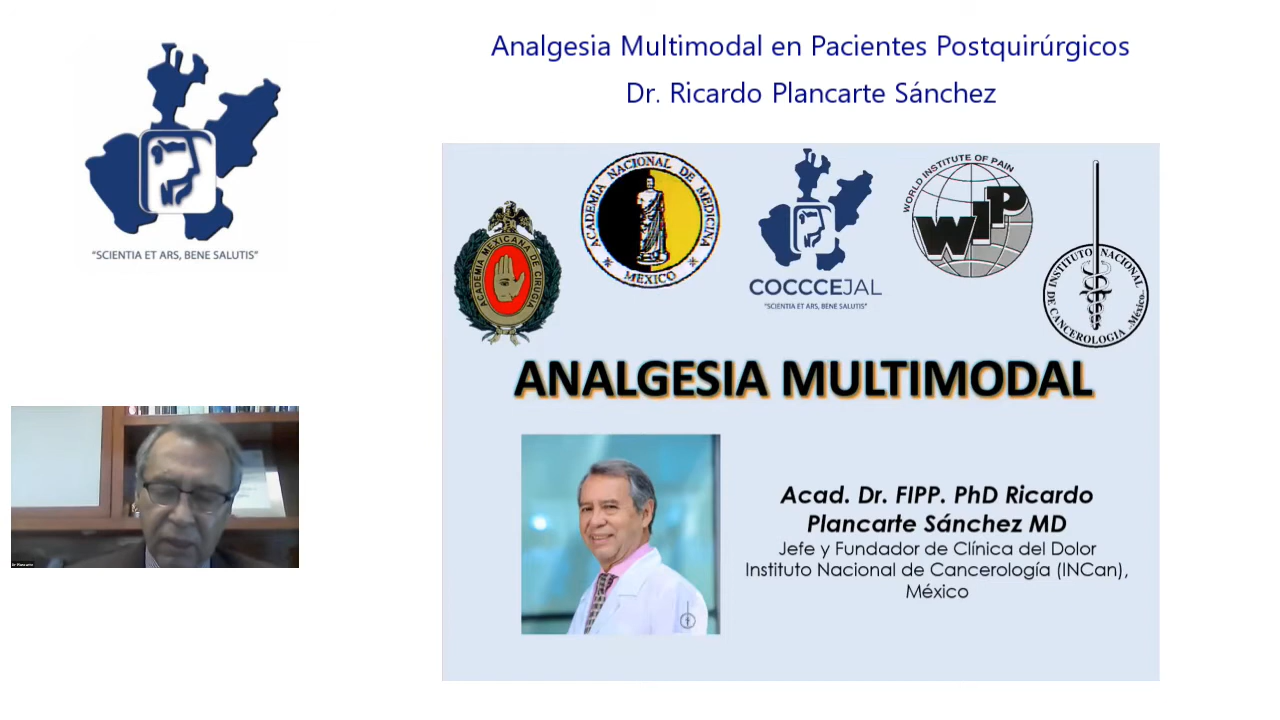 Analgesia Multimodal en Pacientes Postquirúrgicos
Dr. Ricardo Plancarte Sánchez
“SCIENTIA ET ARS, BENE SALUTIS”
ACADEMIA MEXICANA DE CIRUGIA
ACADEMIA NACIONAL DE MEDICINA
MEXICO
COCCCEJAL
“SCIENTIA ET ARS, BENE SALUTIS”
WORLD INSTITUTE OF PAIN
WIP
INSTITUTO NACIONAL
DE CANCEROLOGIA
México
ANALGESIA MULTIMODAL
Acad. Dr. FIPP. PhD Ricardo
Plancarte Sánchez MD
Jefe y Fundador de Clínica del Dolor
Instituto Nacional de Cancerología (INCan),
México